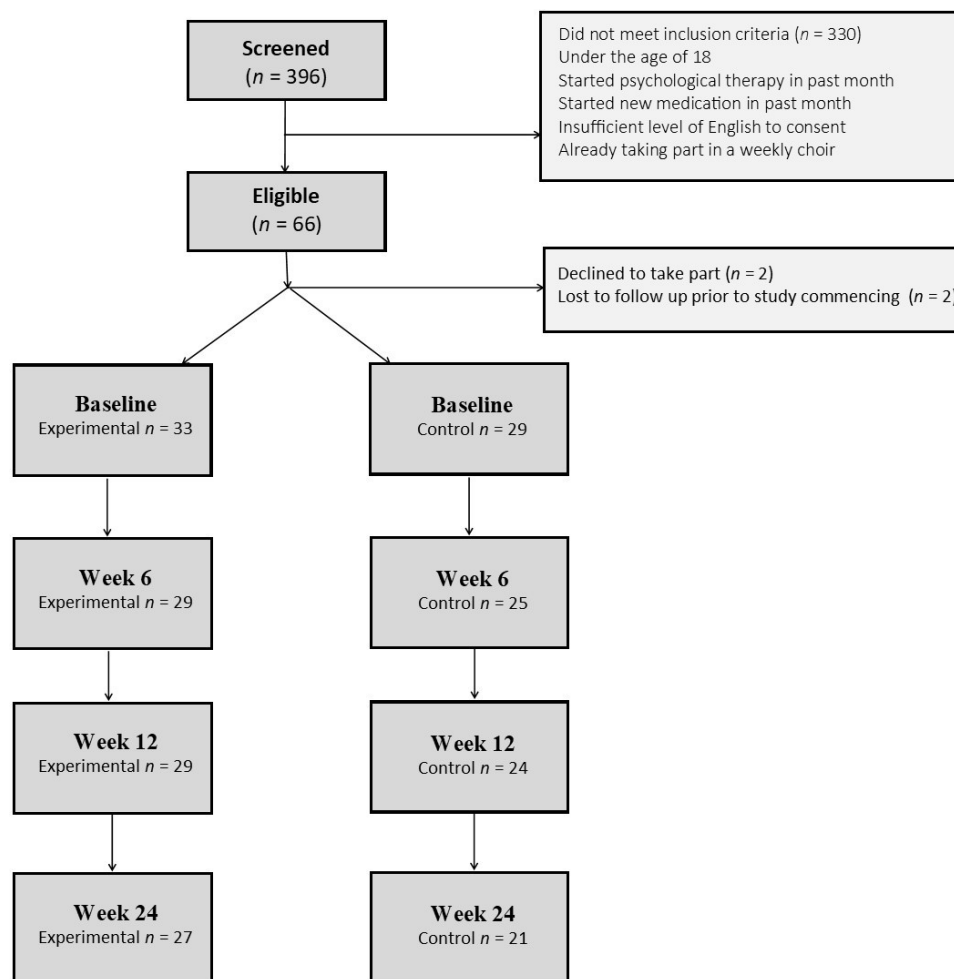 Screened
(n = 396)
Did not meet inclusion criteria (n = 330)
Under the age of 18
Started psychological therapy in past month
Started new medication in past month
Insufficient level of English to consent
Already taking part in a weekly choir
Eligible
(n = 66)
Declined to take part (n = 2)
Lost to follow up prior to study commencing (n = 2)
Baseline
Experimental n = 33
Baseline
Control n = 29
Week 6
Experimental n = 29
Week 6
Control n = 25
Week 12
Experimental n = 29
Week 12
Control n = 24
Week 24
Experimental n = 27
Week 24
Control n = 21